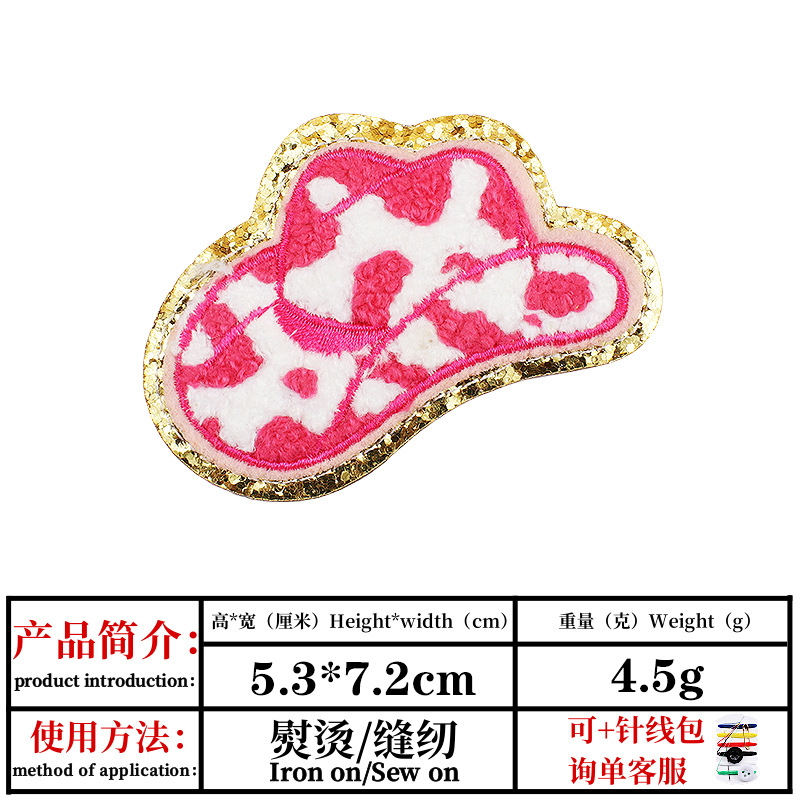 产品简介：
product introduction：
高*宽（厘米）Height*width（cm）
重量（克）Weight（g）
5.3*7.2cm
4.5g
使用方法：
method of application：
熨烫/缝纫
Iron on/Sew on
可+针线包
询单客服